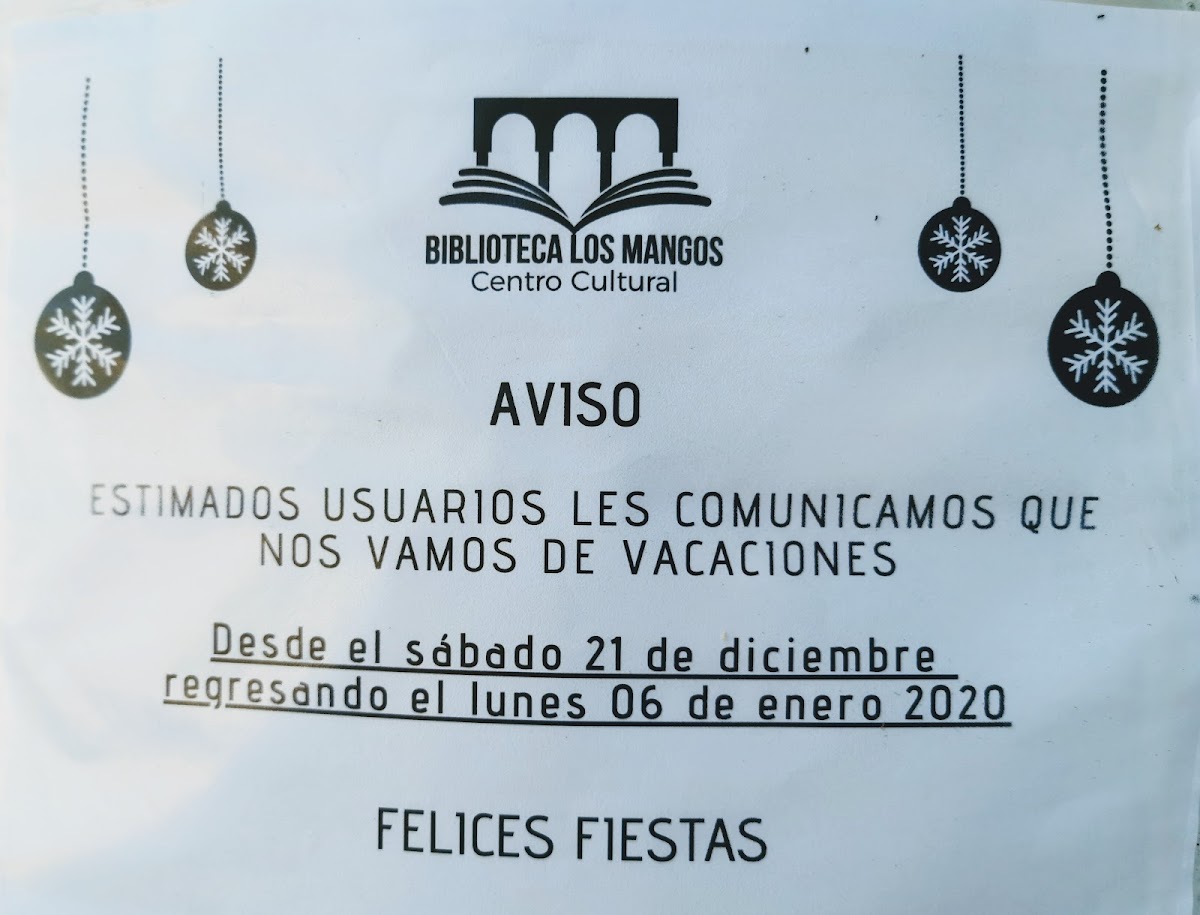 BIBLIOTECA LOS MANGOS
Centro Cultural
AVISO
ESTIMADOS USUARIOS LES COMUNICAMOS QUE
NOS VAMOS DE VACACIONES
Desde el sábado 21 de diciembre
regresando el lunes 06 de enero 2020
FELICES FIESTAS